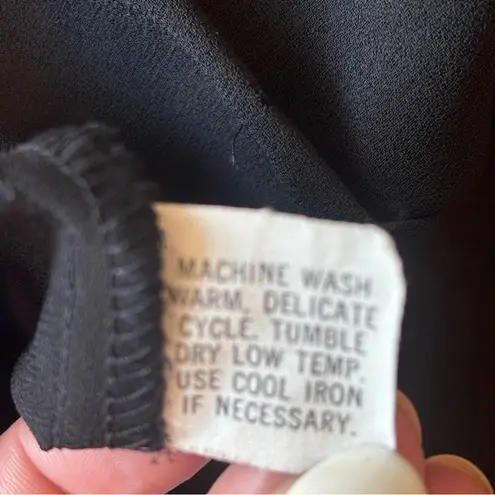 MACHINE WASH
WARM, DELICATE
CYCLE. TUMBLE
DRY LOW TEMP.
USE COOL IRON
IF NECESSARY.